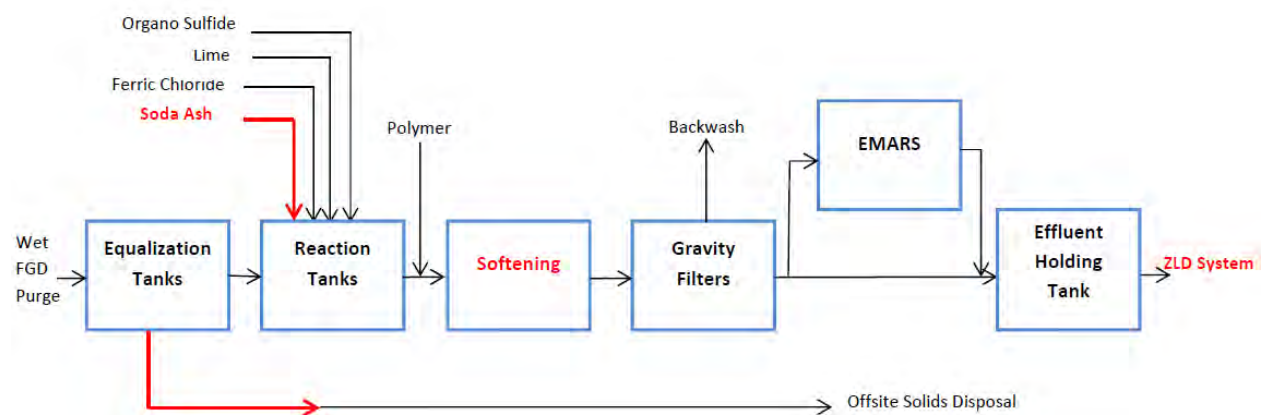 Organo Sulfide
Lime
Ferric Chloride
Soda Ash
Polymer
Backwash
EMARS
Wet
FGD
Purge
Equalization
Tanks
Reaction
Tanks
Softening
Gravity
Filters
Effluent
Holding
Tank
ZLD System
Offsite Solids Disposal